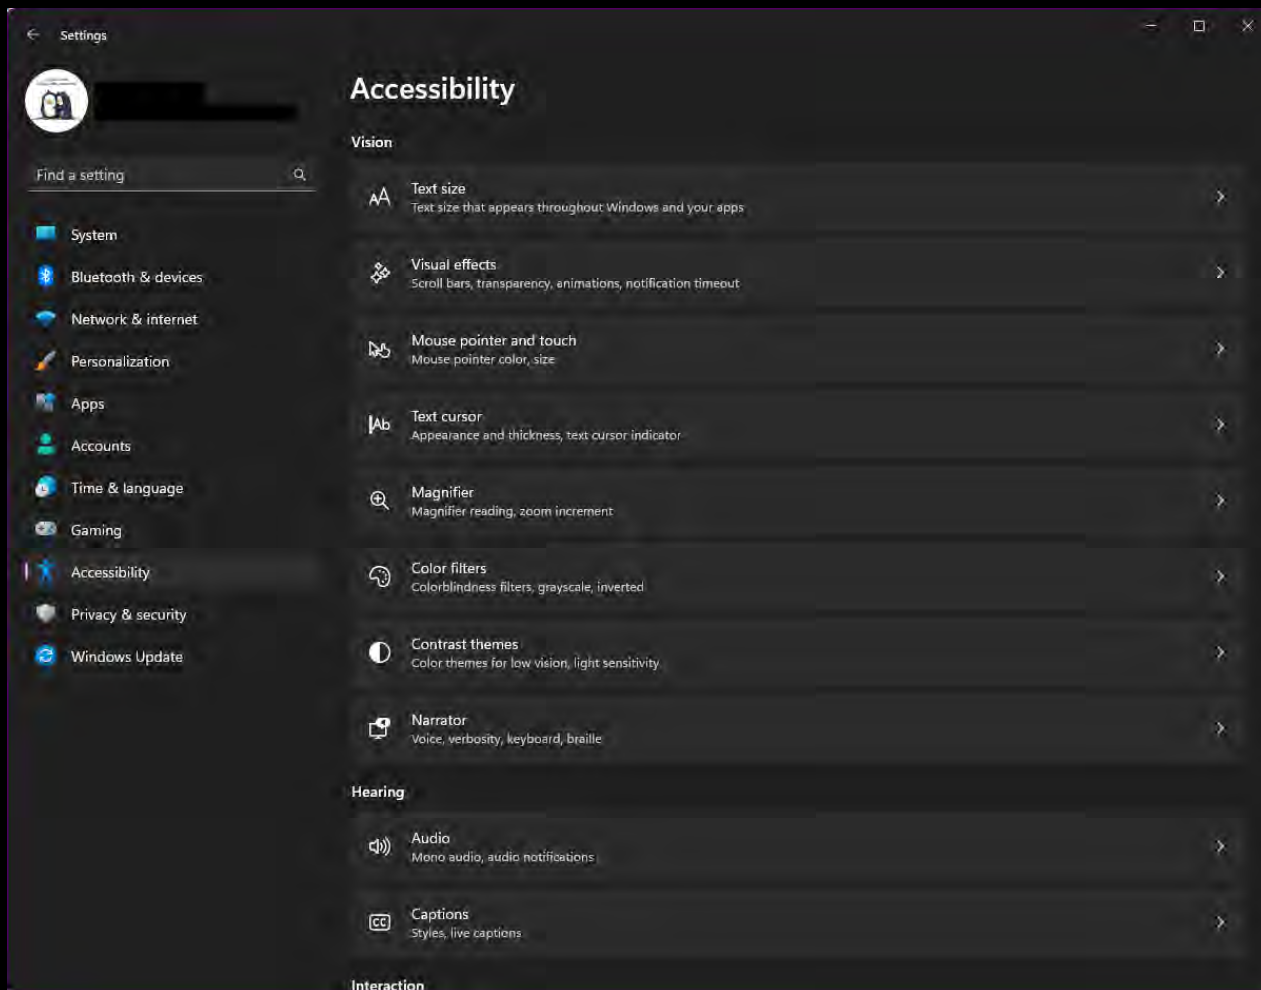 Settings
Find a setting
System
Bluetooth & devices
Network & internet
Personalization
Apps
Accounts
Time & language
Gaming
Accessibility
Privacy & security
Windows Update
Accessibility
Vision
Text size
Text size that appears throughout Windows and your apps
Visual effects
Scroll bars, transparency, animations, notification timeout
Mouse pointer and touch
Mouse pointer color, size
Text cursor
Appearance and thickness, text cursor indicator
Magnifier
Magnifier reading, zoom increment
Color filters
Colorblindness filters, grayscale, inverted
Contrast themes
Color themes for low vision, light sensitivity
Narrator
Voice, verbosity, keyboard, braille
Hearing
Audio
Mono audio, audio notifications
Captions
Styles, live captions
Interaction